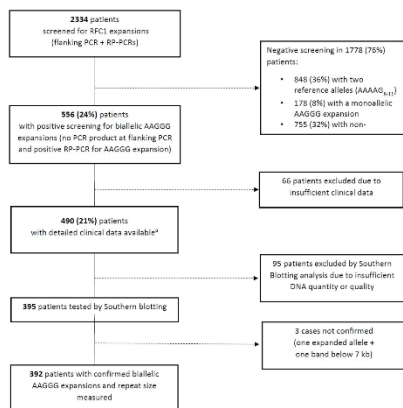 2334 patients
screened for RFC1 expansions
(flanking PCR + RP-PCRs)
Negative screening in 1778 (76%)
patients:
• 848 (36%) with two
reference alleles (AAAAG₈₋₁₁)
• 178 (8%) with a monoallelic
AAGGG expansion
• 755 (32%) with non-
556 (24%) patients
with positive screening for biallelic AAGGG
expansions (no PCR product at flanking PCR
and positive RP-PCR for AAGGG expansion)
66 patients excluded due to
insufficient clinical data
490 (21%) patients
with detailed clinical data availableᵃ
95 patients excluded by Southern
Blotting analysis due to insufficient
DNA quantity or quality
395 patients tested by Southern blotting
3 cases not confirmed
(one expanded allele +
one band below 7 kb)
392 patients with confirmed biallelic
AAGGG expansions and repeat size
measured